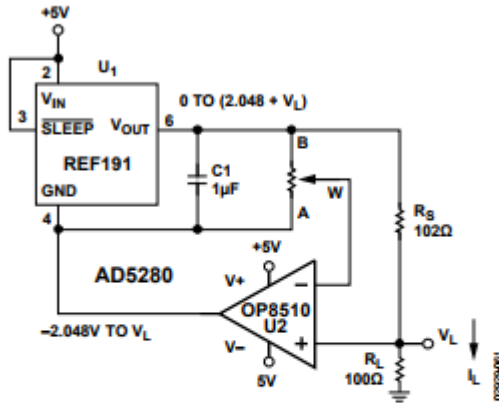 +5V
2
U1
3
VIN
SLEEP
VOUT
6
REF191
GND
4
0 TO (2.048 + VL)
B
C1
1µF
W
A
RS
102Ω
AD5280
+5V
V+
OP8510
U2
−
+
V−
5V
−2.048V TO VL
VL
RL
100Ω
IL